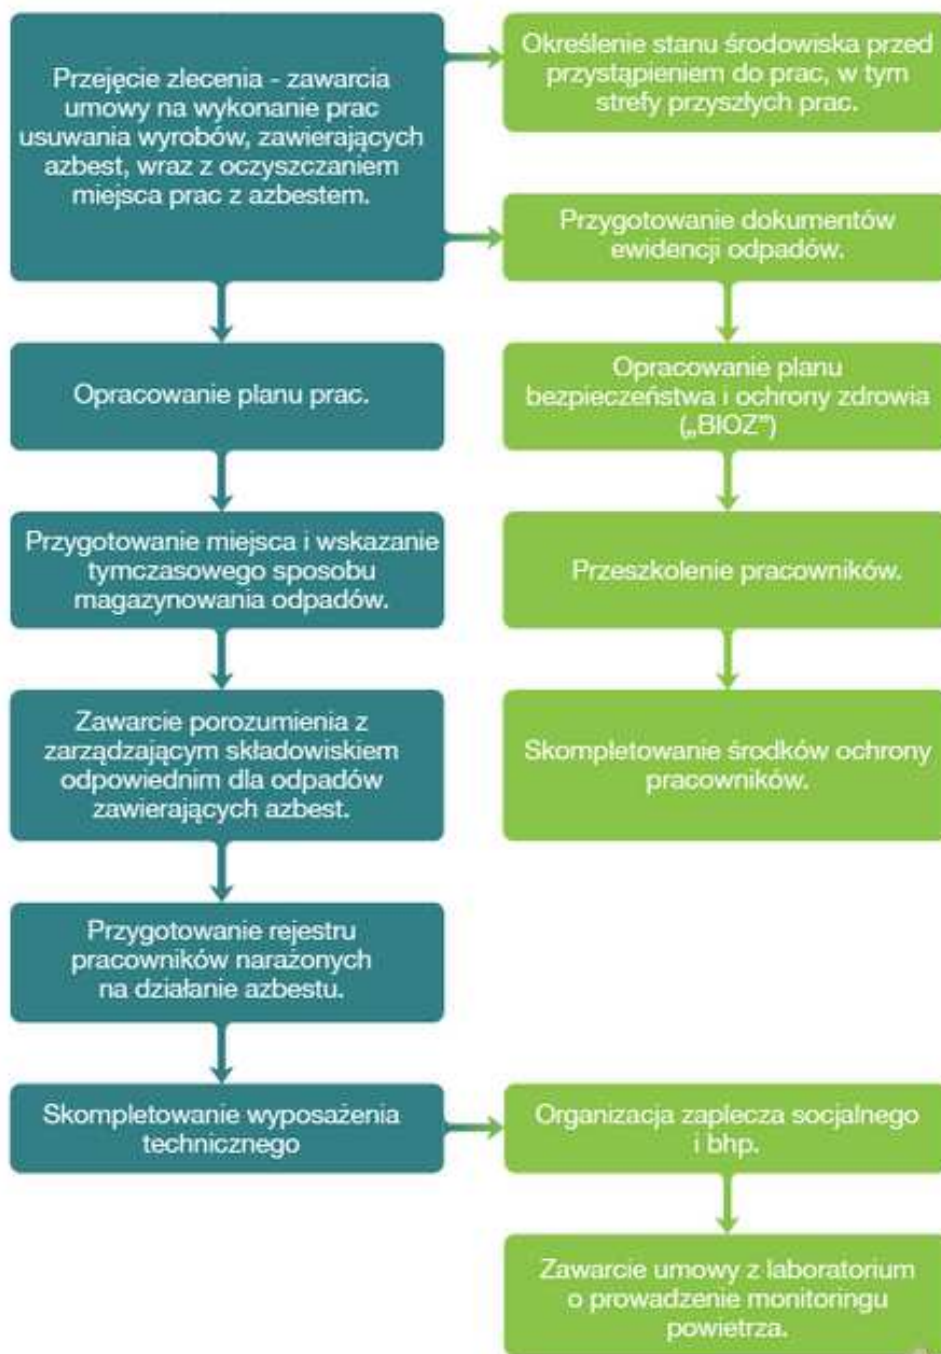 Przejęcie zlecenia - zawarcia
umowy na wykonanie prac
usuwania wyrobów, zawierających
azbest, wraz z oczyszczaniem
miejsca prac z azbestem.
Określenie stanu środowiska przed
przystąpieniem do prac, w tym
strefy przyszłych prac.
Przygotowanie dokumentów
ewidencji odpadów.
Opracowanie planu prac.
Opracowanie planu
bezpieczeństwa i ochrony zdrowia
(„BIOZ”)
Przygotowanie miejsca i wskazanie
tymczasowego sposobu
magazynowania odpadów.
Przeszkolenie pracowników.
Zawarcie porozumienia z
zarządzającym składowiskiem
odpowiednim dla odpadów
zawierających azbest.
Skompletowanie środków ochrony
pracowników.
Przygotowanie rejestru
pracowników narażonych
na działanie azbestu.
Skompletowanie wyposażenia
technicznego
Organizacja zaplecza socjalnego
i bhp.
Zawarcie umowy z laboratorium
o prowadzenie monitoringu
powietrza.